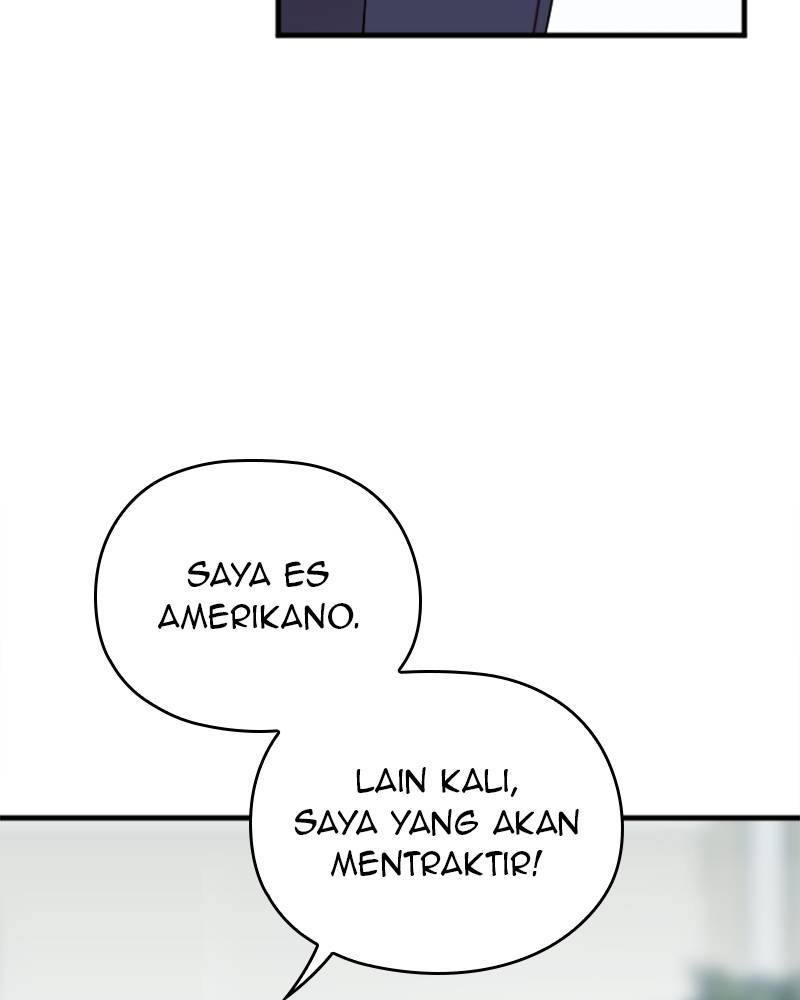 SAYA ES
AMERIKANO.
LAIN KALI,
SAYA YANG AKAN
MENTRAKTIR!